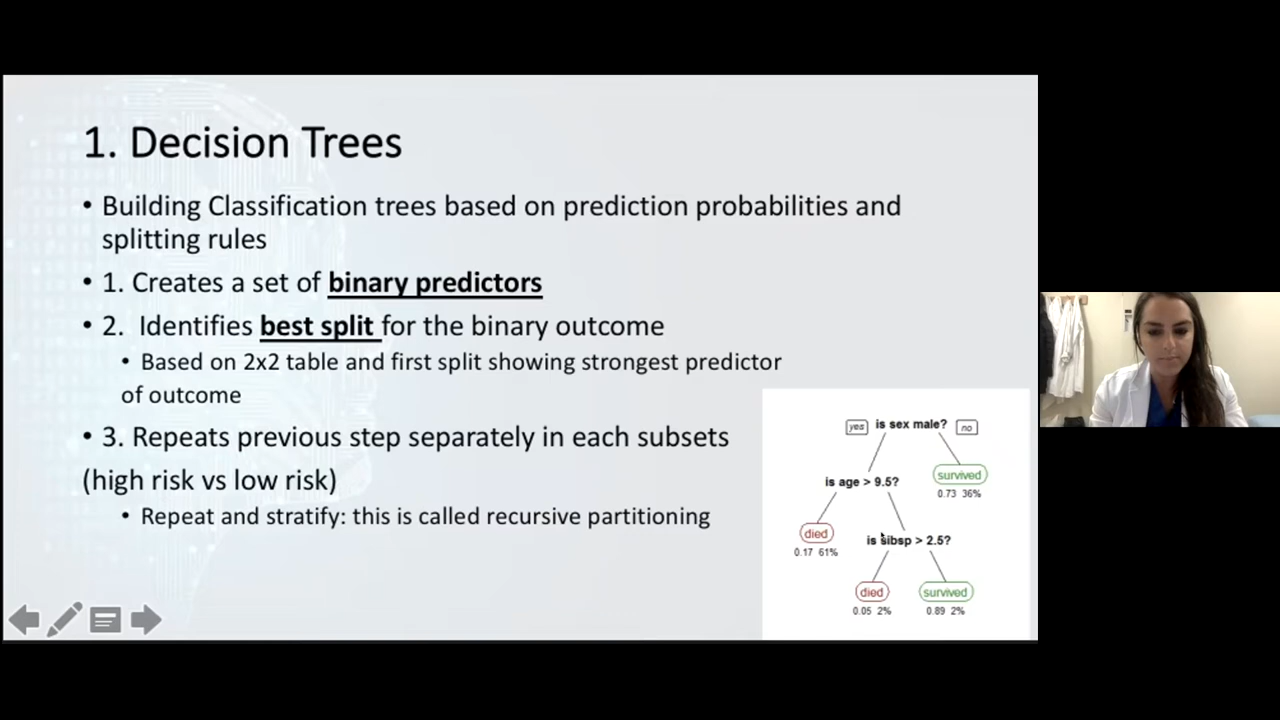 1. Decision Trees
• Building Classification trees based on prediction probabilities and
splitting rules
• 1. Creates a set of binary predictors
• 2. Identifies best split for the binary outcome
• Based on 2x2 table and first split showing strongest predictor
of outcome
• 3. Repeats previous step separately in each subsets
(high risk vs low risk)
• Repeat and stratify: this is called recursive partitioning
yes is sex male? no
is age > 9.5? survived
0.73 36%
died
0.17 61%
is sibsp > 2.5?
died survived
0.05 2% 0.89 2%